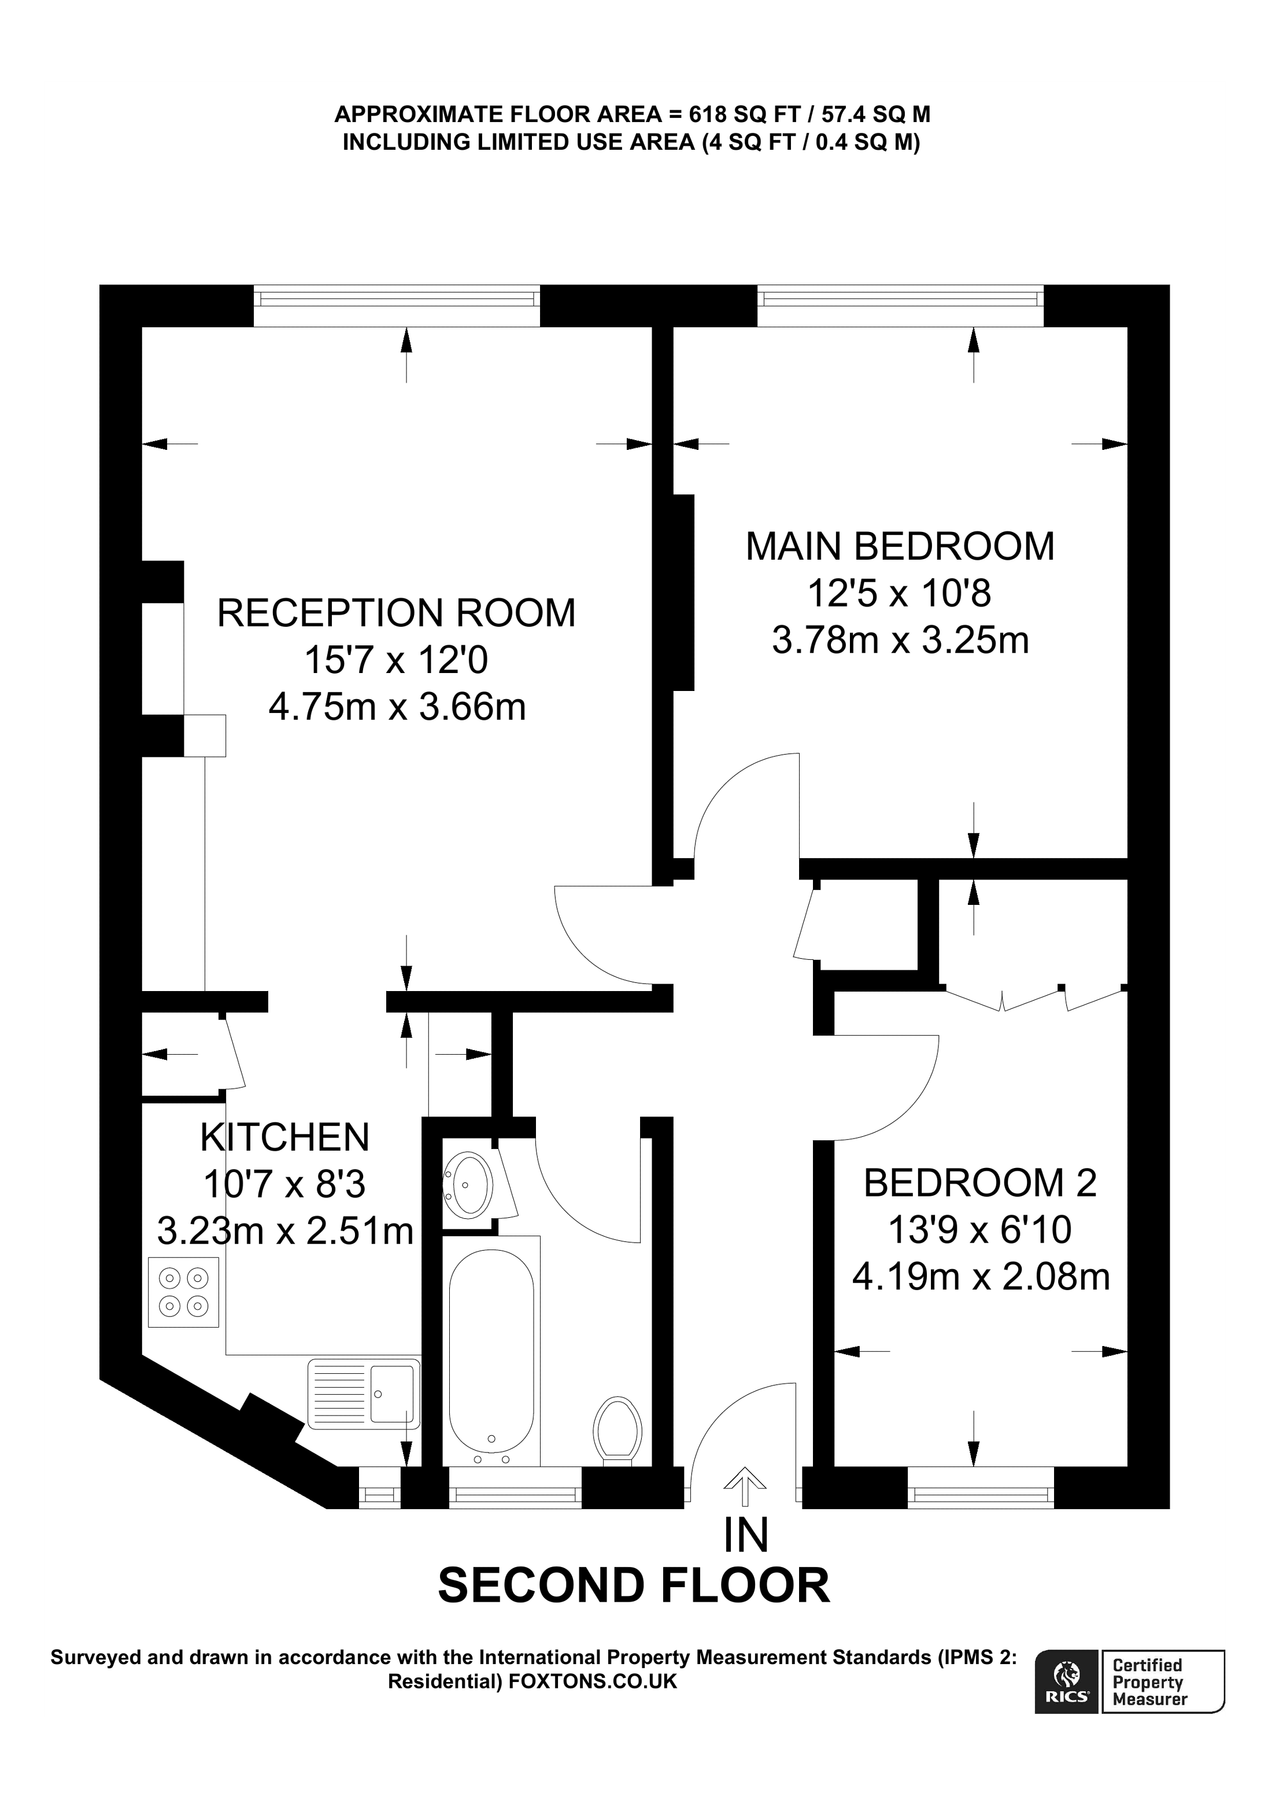 APPROXIMATE FLOOR AREA = 618 SQ FT / 57.4 SQ M
INCLUDING LIMITED USE AREA (4 SQ FT / 0.4 SQ M)
MAIN BEDROOM
12'5 x 10'8
3.78m x 3.25m
RECEPTION ROOM
15'7 x 12'0
4.75m x 3.66m
KITCHEN
10'7 x 8'3
3.23m x 2.51m
BEDROOM 2
13'9 x 6'10
4.19m x 2.08m
IN
SECOND FLOOR
Surveyed and drawn in accordance with the International Property Measurement Standards (IPMS 2:
Residential) FOXTONS.CO.UK
RICS
Certified
Property
Measurer